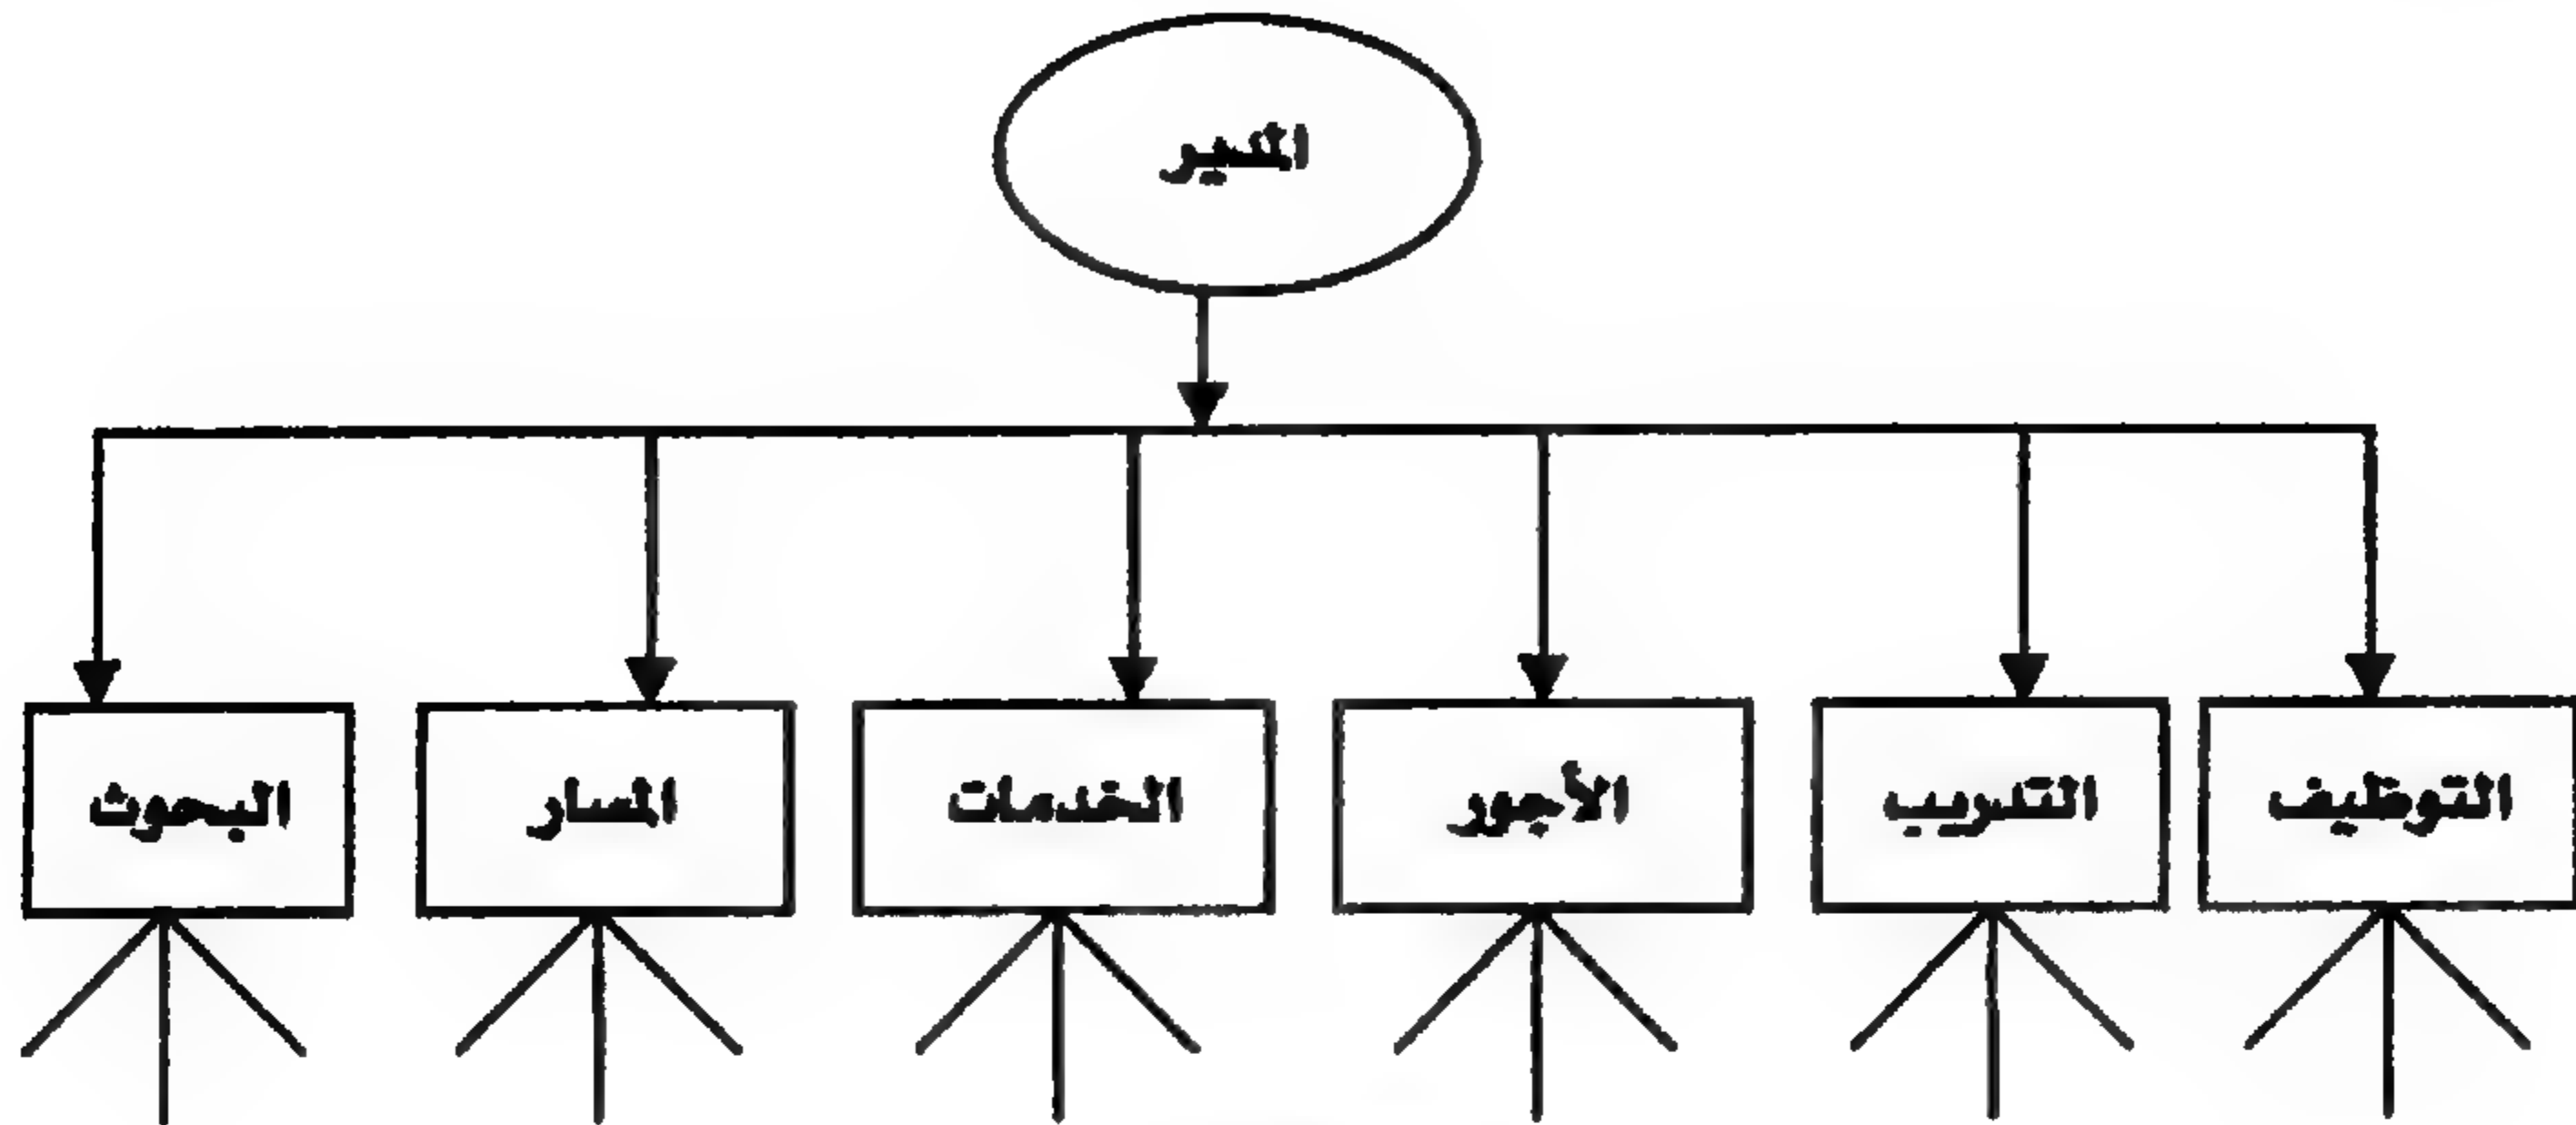 المدير
التوظيف
التدريب
الأجور
الخدمات
المسار
البحوث